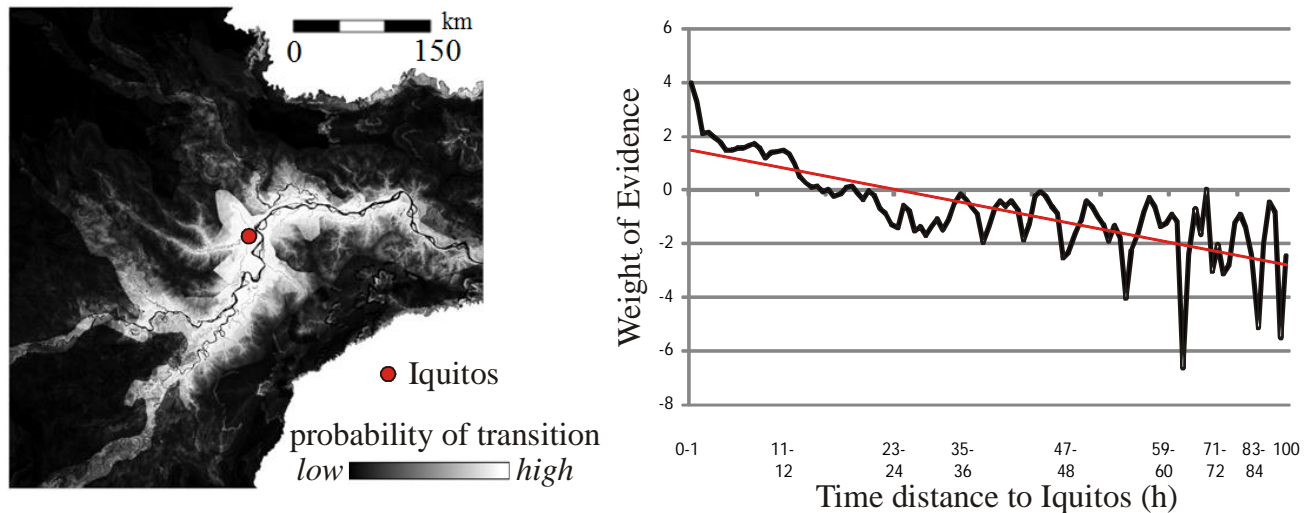 km
0 150
Iquitos
probability of transition
low high
Weight of Evidence
6
4
2
0
-2
-4
-6
-8
0-1 11-12 23-24 35-36 47-48 59-60 71-72 83-84 100
Time distance to Iquitos (h)